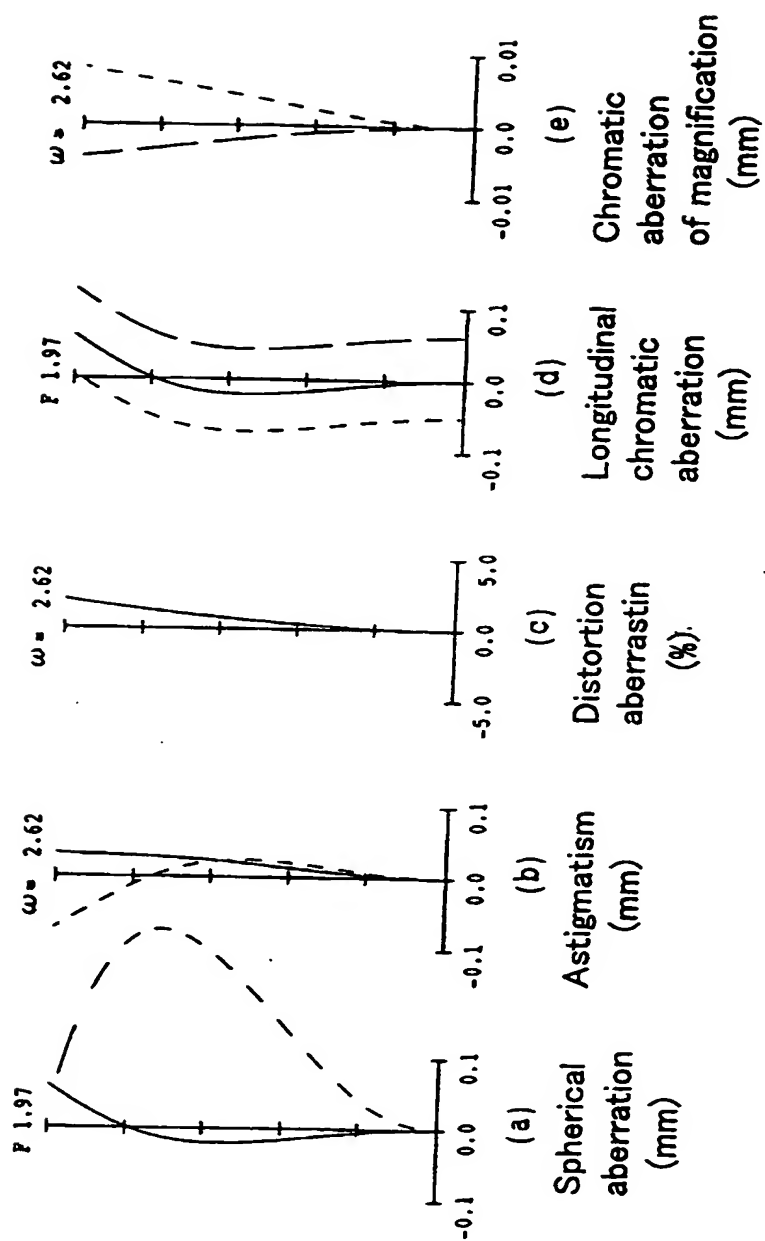 F 1.97
-0.1 0.0 0.1
(a)
Spherical
aberration
(mm)
ω= 2.62
-0.1 0.0 0.1
(b)
Astigmatism
(mm)
ω= 2.62
-5.0 0.0 5.0
(c)
Distortion
aberrastin
(%)
F 1.97
-0.1 0.0 0.1
(d)
Longitudinal
chromatic
aberration
(mm)
ω= 2.62
-0.01 0.0 0.01
(e)
Chromatic
aberration
of magnification
(mm)